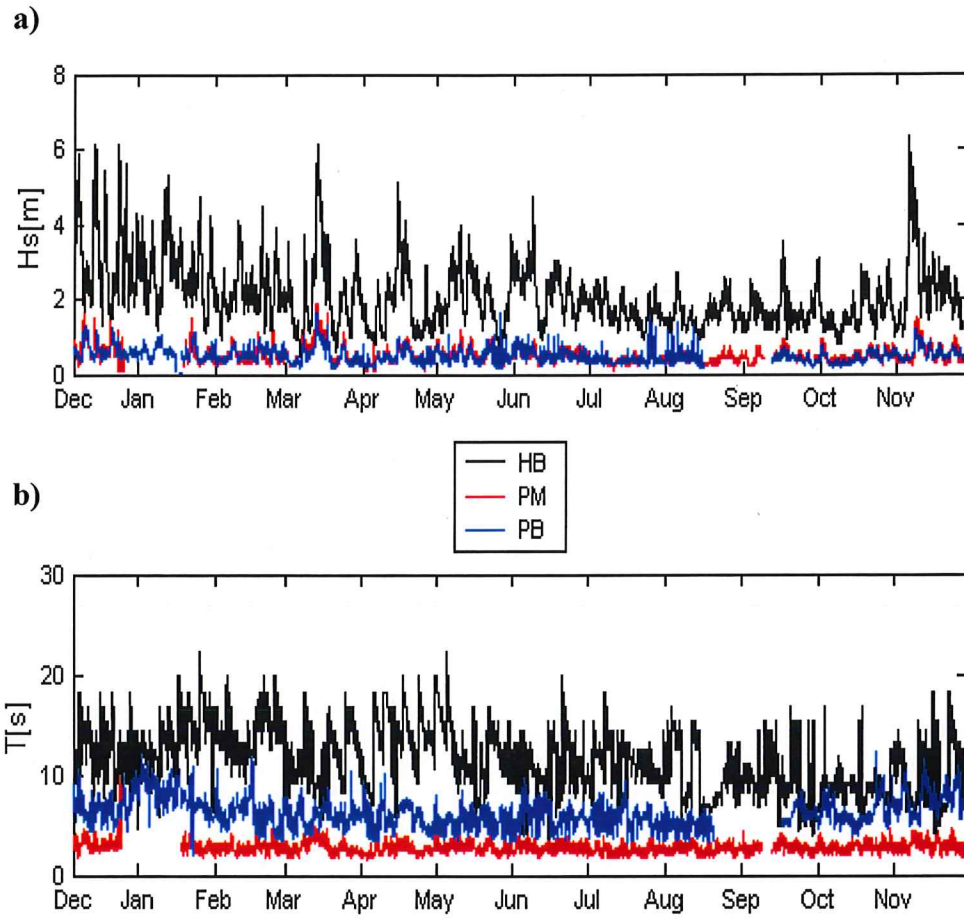 a)
8
6
4
2
0
Hs[m]
Dec Jan Feb Mar Apr May Jun Jul Aug Sep Oct Nov
HB
PM
PB
b)
30
20
10
0
T[s]
Dec Jan Feb Mar Apr May Jun Jul Aug Sep Oct Nov